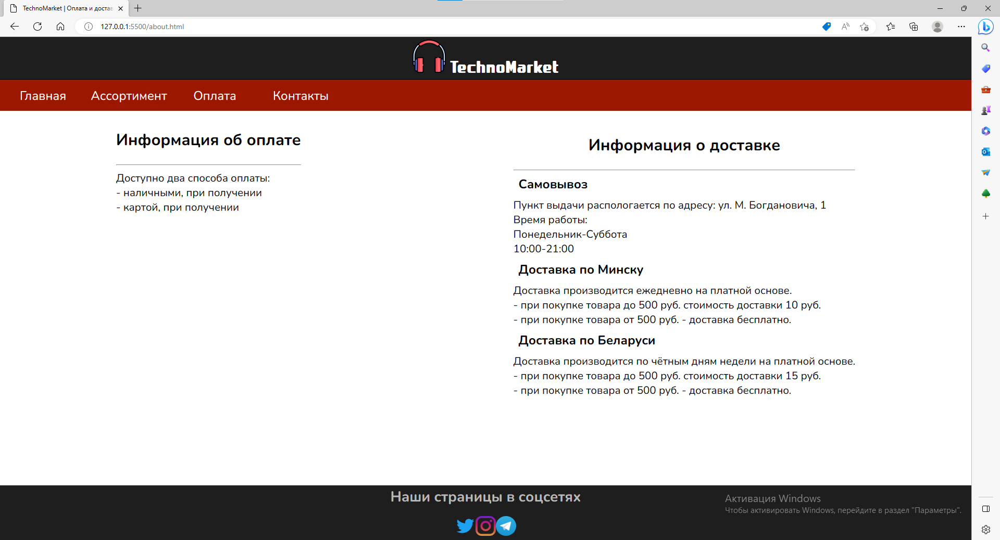 TechnoMarket | Оплата и достав
127.0.0.1:5500/about.html
TechnoMarket
Главная Ассортимент Оплата Контакты
Информация об оплате
Доступно два способа оплаты:
- наличными, при получении
- картой, при получении
Информация о доставке
Самовывоз
Пункт выдачи распологается по адресу: ул. М. Богдановича, 1
Время работы:
Понедельник-Суббота
10:00-21:00
Доставка по Минску
Доставка производится ежедневно на платной основе.
- при покупке товара до 500 руб. стоимость доставки 10 руб.
- при покупке товара от 500 руб. - доставка бесплатно.
Доставка по Беларуси
Доставка производится по чётным дням недели на платной основе.
- при покупке товара до 500 руб. стоимость доставки 15 руб.
- при покупке товара от 500 руб. - доставка бесплатно.
Наши страницы в соцсетях
Активация Windows
Чтобы активировать Windows, перейдите в раздел "Параметры".